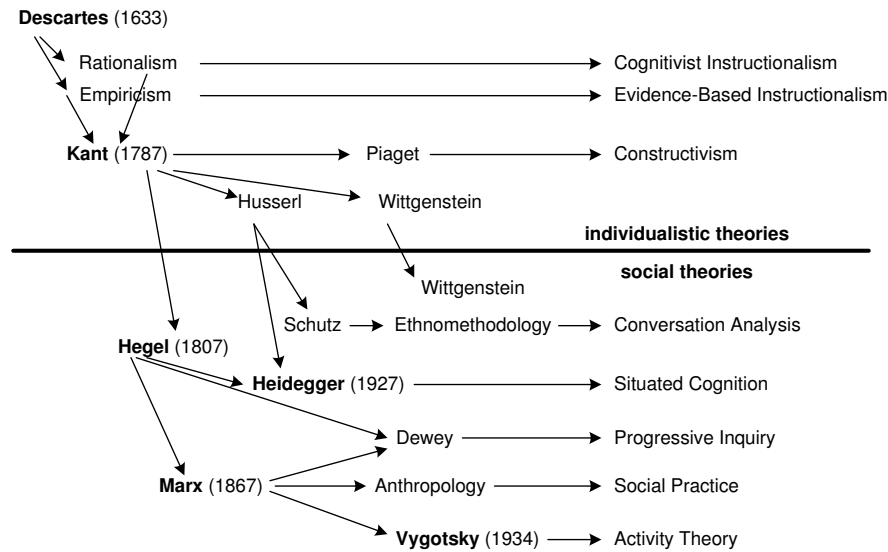 Descartes (1633)
Rationalism Cognitivist Instructionalism
Empiricism Evidence-Based Instructionalism
Kant (1787) Piaget Constructivism
Husserl Wittgenstein
individualistic theories
social theories
Wittgenstein
Schutz Ethnomethodology Conversation Analysis
Hegel (1807)
Heidegger (1927) Situated Cognition
Dewey Progressive Inquiry
Marx (1867) Anthropology Social Practice
Vygotsky (1934) Activity Theory